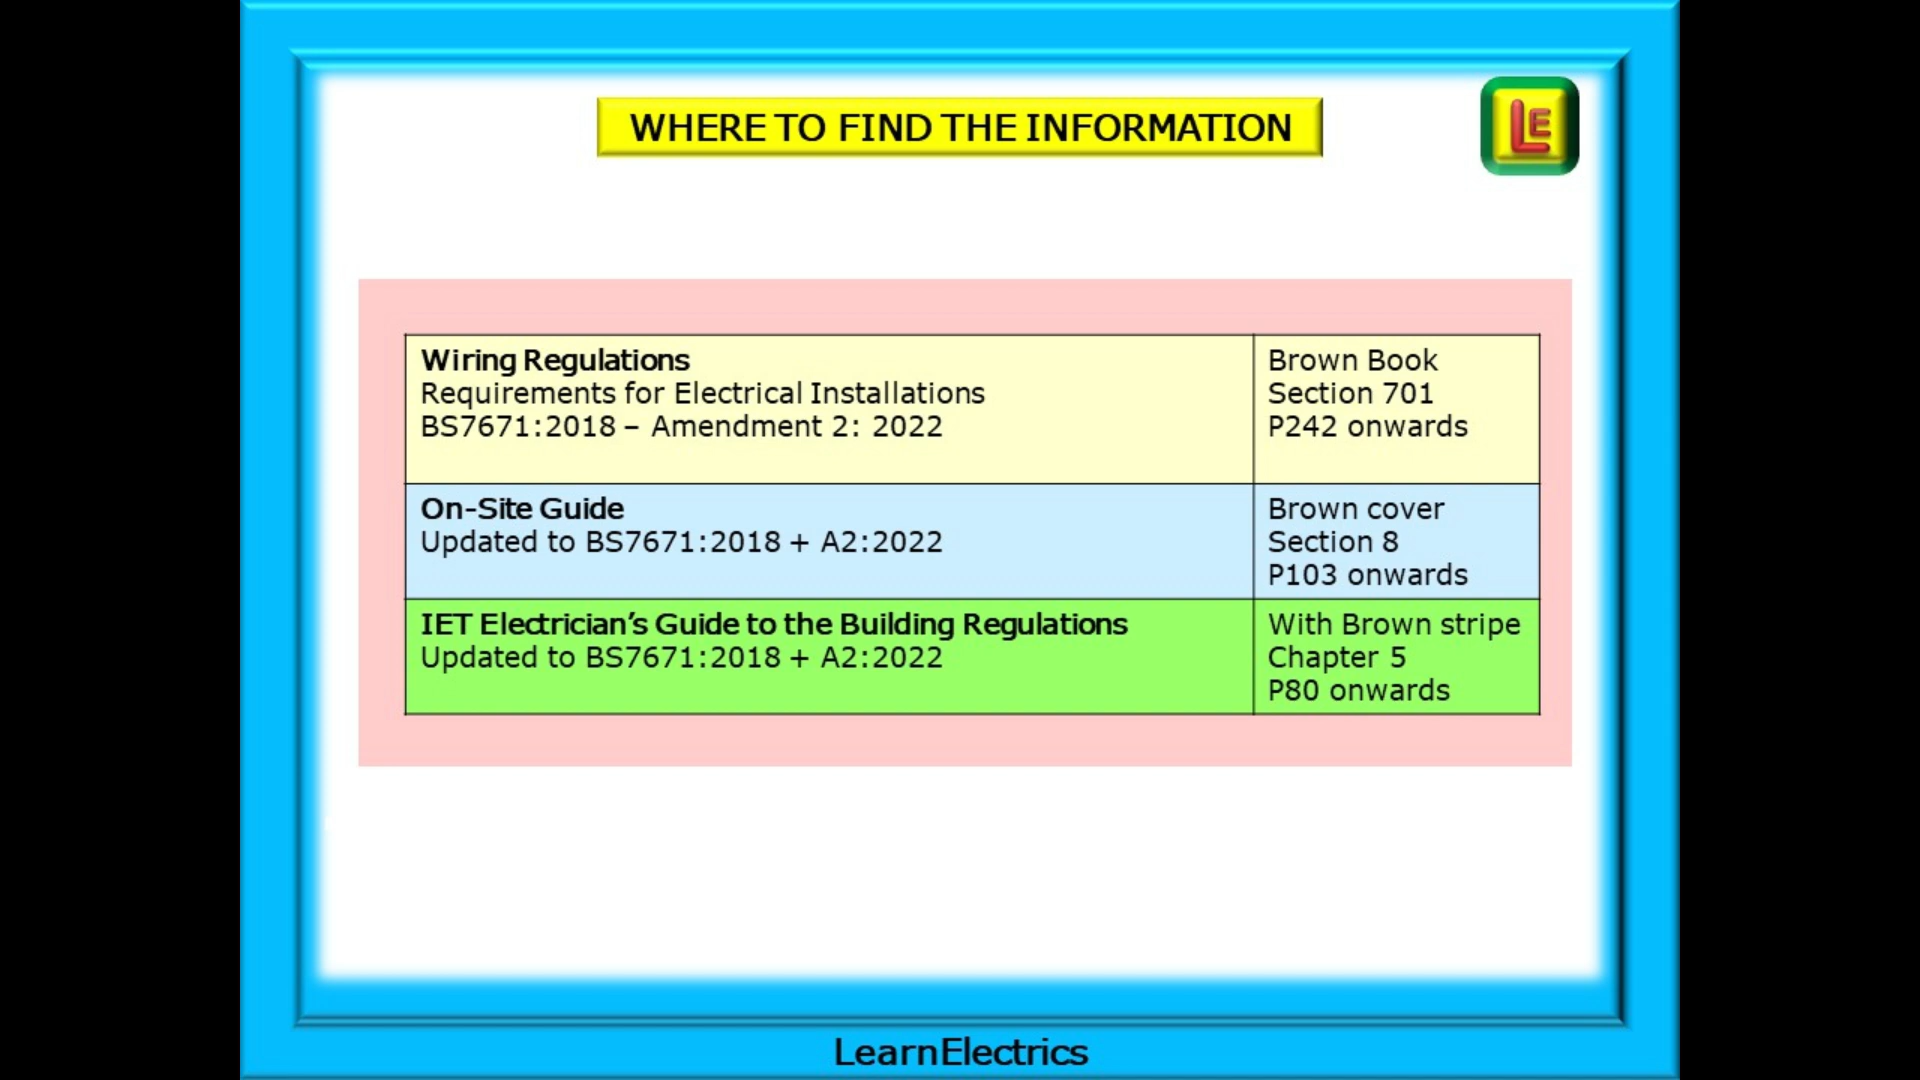 WHERE TO FIND THE INFORMATION
LE
Wiring Regulations
Requirements for Electrical Installations
BS7671:2018 – Amendment 2: 2022
Brown Book
Section 701
P242 onwards
On-Site Guide
Updated to BS7671:2018 + A2:2022
Brown cover
Section 8
P103 onwards
IET Electrician’s Guide to the Building Regulations
Updated to BS7671:2018 + A2:2022
With Brown stripe
Chapter 5
P80 onwards
LearnElectrics